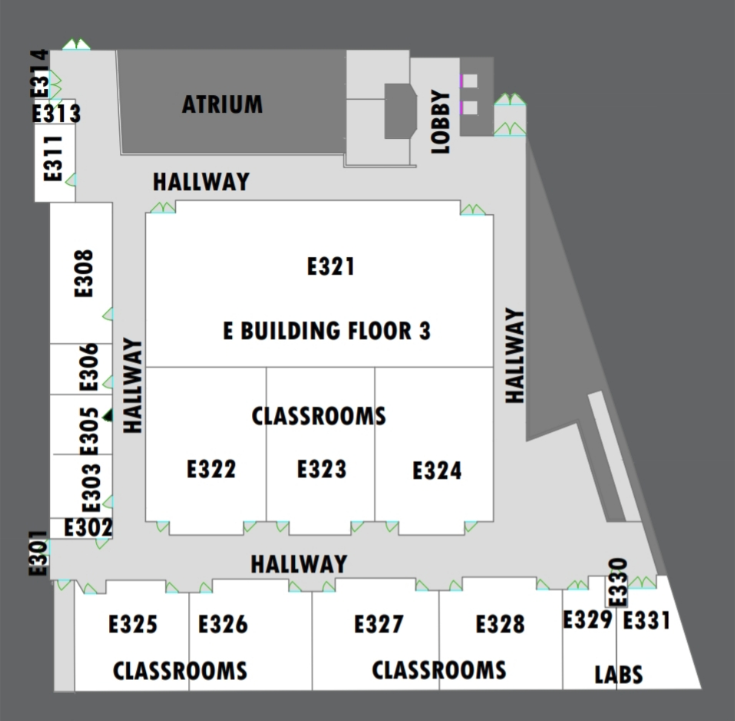 E314
ATRIUM
LOBBY
E313
E311
HALLWAY
E308
E321
E BUILDING FLOOR 3
HALLWAY
HALLWAY
E306
CLASSROOMS
E305
E322
E323
E324
E303
E302
E301
HALLWAY
E330
E325
E326
E327
E328
E329
E331
CLASSROOMS
CLASSROOMS
LABS